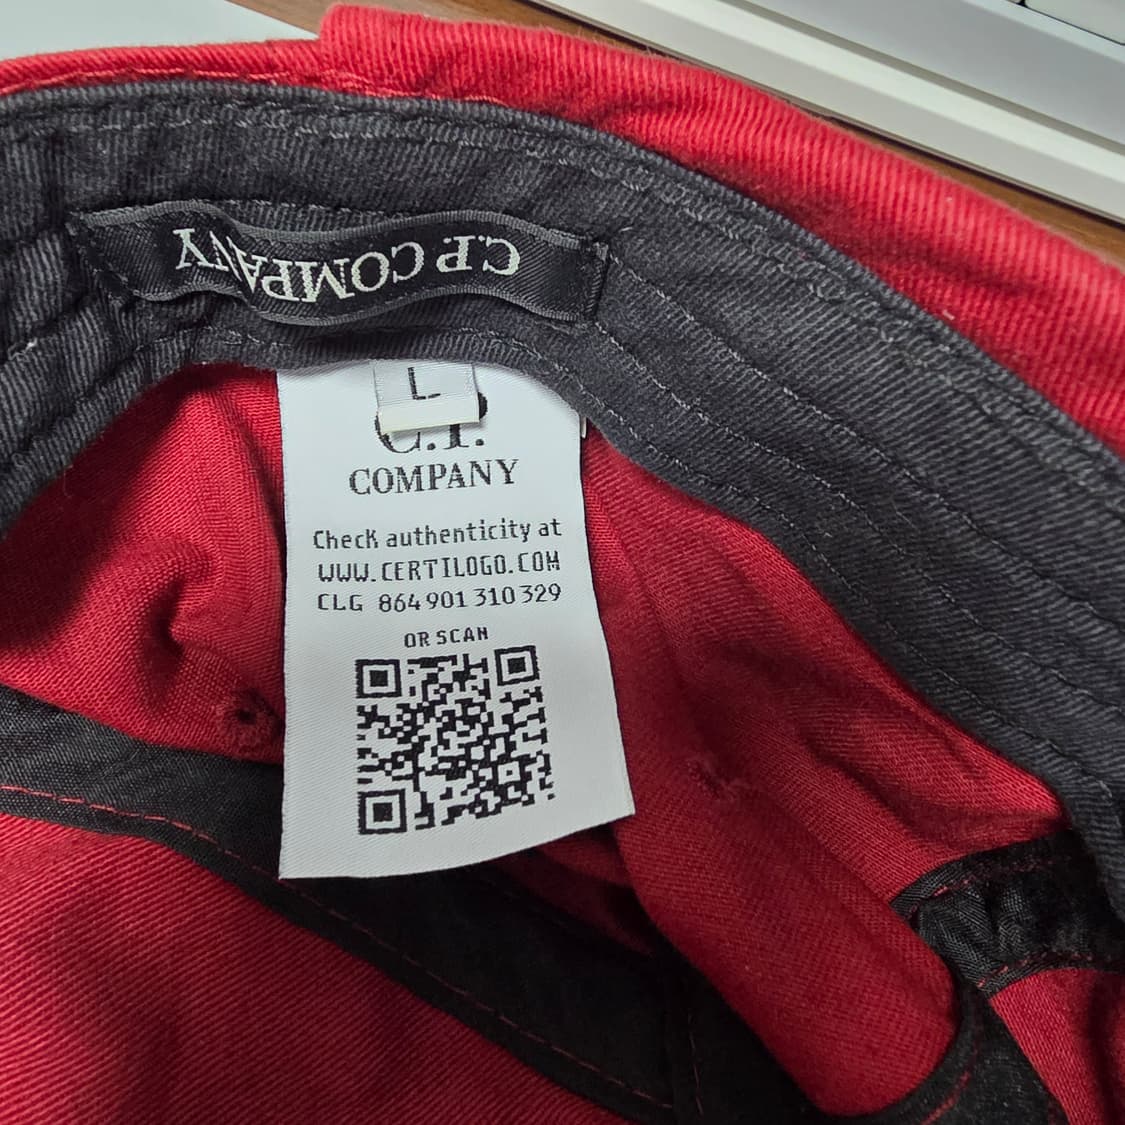 C.P. COMPANY
L
C.P.
COMPANY
Check authenticity at
WWW.CERTILOGO.COM
CLG 864 901 310 329
OR SCAN